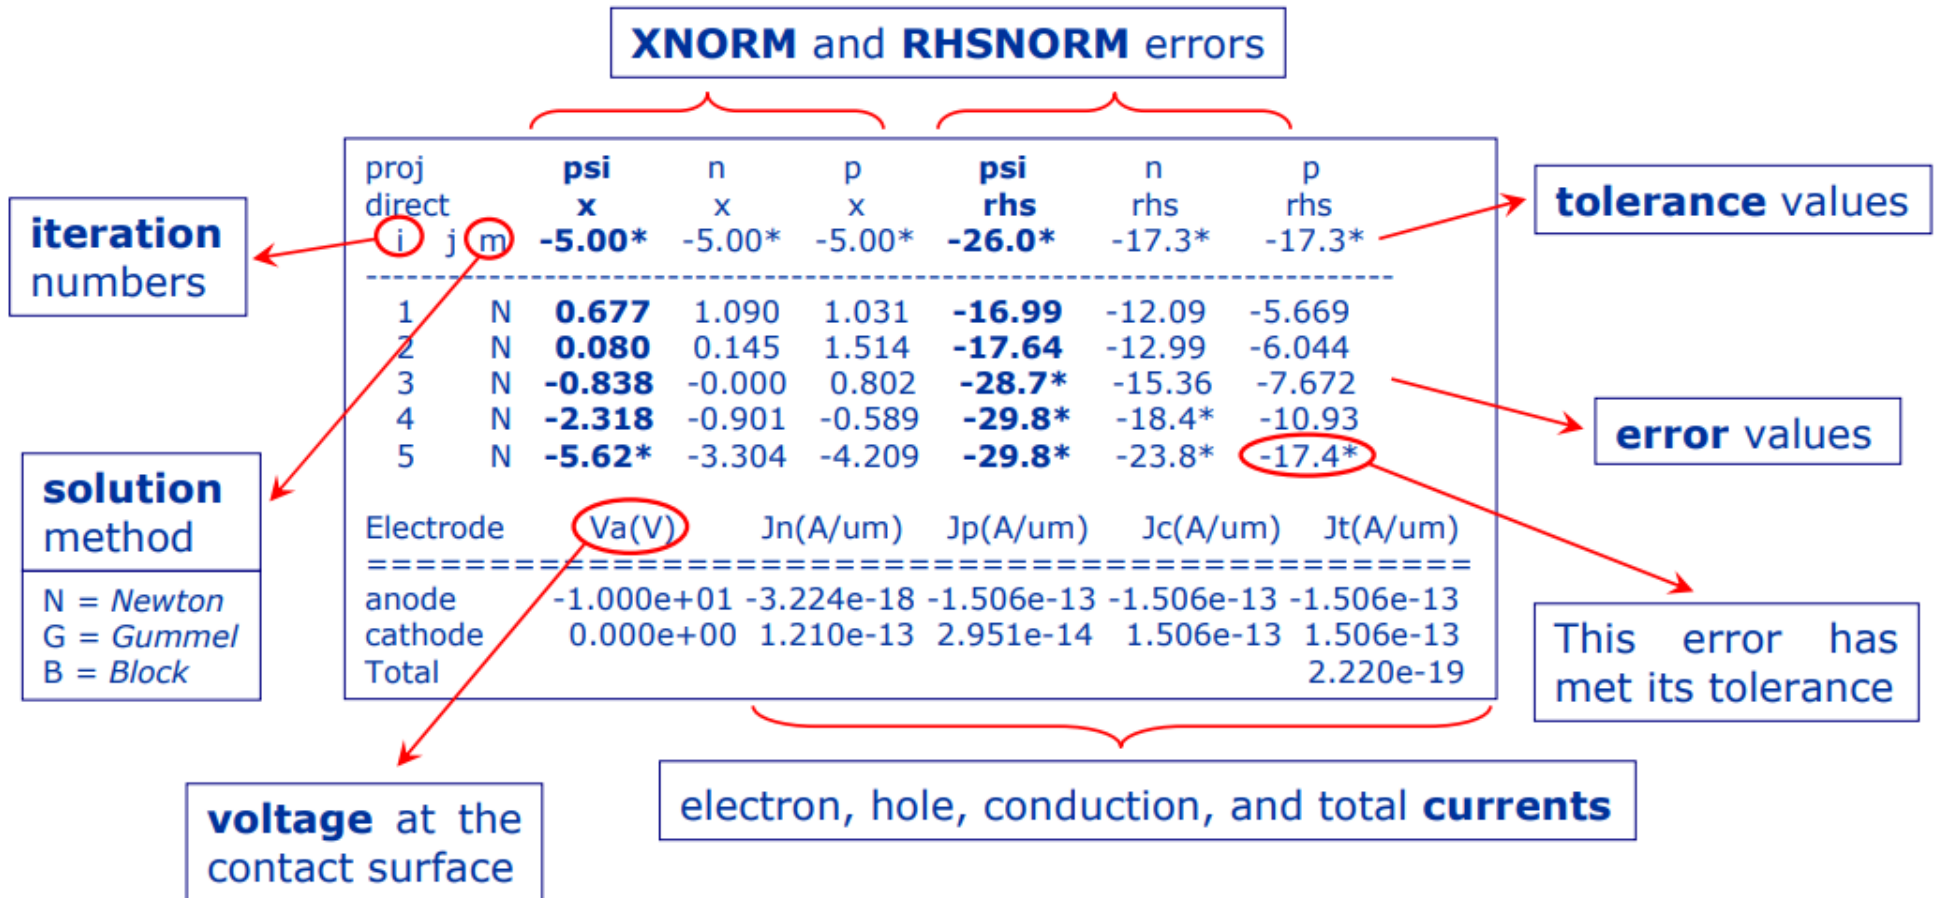 XNORM and RHSNORM errors
proj psi n p psi n p
direct x x x rhs rhs rhs
i j m -5.00* -5.00* -5.00* -26.0* -17.3* -17.3*
-----------------------------------------------------------------------
1 N 0.677 1.090 1.031 -16.99 -12.09 -5.669
2 N 0.080 0.145 1.514 -17.64 -12.99 -6.044
3 N -0.838 -0.000 0.802 -28.7* -15.36 -7.672
4 N -2.318 -0.901 -0.589 -29.8* -18.4* -10.93
5 N -5.62* -3.304 -4.209 -29.8* -23.8* -17.4*
Electrode Va(V) Jn(A/um) Jp(A/um) Jc(A/um) Jt(A/um)
=============================================
anode -1.000e+01 -3.224e-18 -1.506e-13 -1.506e-13 -1.506e-13
cathode 0.000e+00 1.210e-13 2.951e-14 1.506e-13 1.506e-13
Total 2.220e-19
iteration
numbers
solution
method
N = Newton
G = Gummel
B = Block
tolerance values
error values
This error has
met its tolerance
voltage at the
contact surface
electron, hole, conduction, and total currents